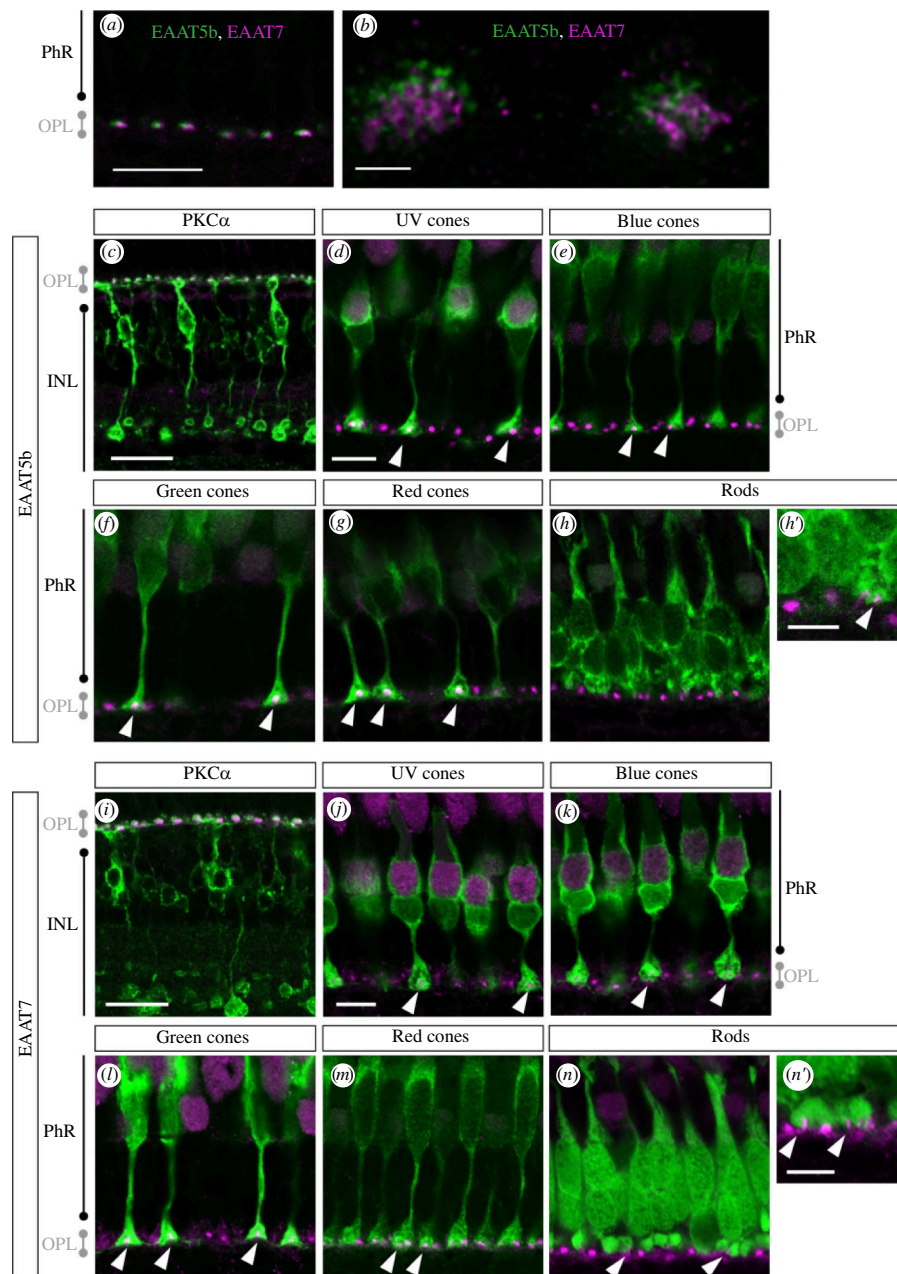 (a)
EAAT5b, EAAT7
(b)
EAAT5b, EAAT7
PhR
OPL
PKCα
UV cones
Blue cones
(c)
(d)
(e)
OPL
INL
PhR
OPL
EAAT5b
Green cones
Red cones
Rods
(f)
(g)
(h)
(h')
PhR
OPL
PKCα
UV cones
Blue cones
(i)
(j)
(k)
OPL
INL
PhR
OPL
EAAT7
Green cones
Red cones
Rods
(l)
(m)
(n)
(n')
PhR
OPL